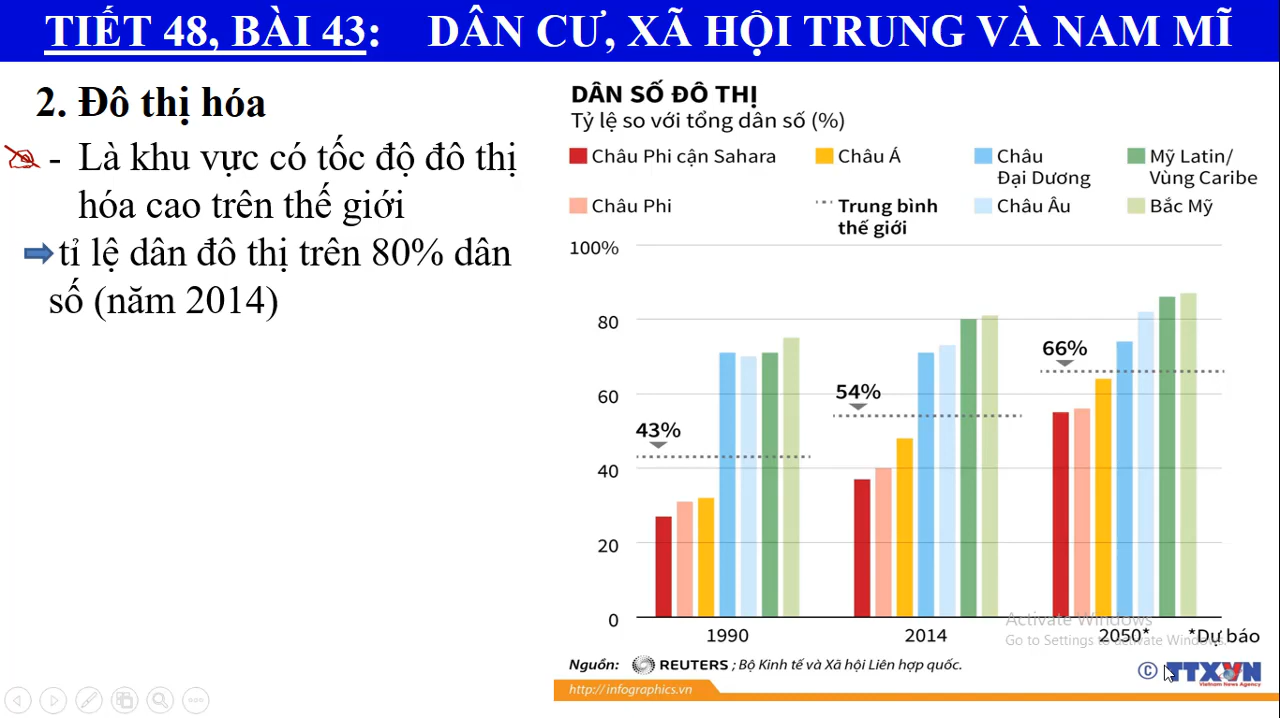 TIẾT 48, BÀI 43: DÂN CƯ, XÃ HỘI TRUNG VÀ NAM MĨ
2. Đô thị hóa
- Là khu vực có tốc độ đô thị
hóa cao trên thế giới
tỉ lệ dân đô thị trên 80% dân
số (năm 2014)
DÂN SỐ ĐÔ THỊ
Tỷ lệ so với tổng dân số (%)
Châu Phi cận Sahara
Châu Á
Châu
Đại Dương
Mỹ Latin/
Vùng Caribe
Châu Phi
Trung bình
thế giới
Châu Âu
Bắc Mỹ
100%
80
60
40
20
0
43%
54%
66%
1990
2014
2050*
*Dự báo
Activate Windows
Go to Settings to activate Windows.
Nguồn: REUTERS ; Bộ Kinh tế và Xã hội Liên hợp quốc.
© TTXVN
Vietnam News Agency
http://infographics.vn